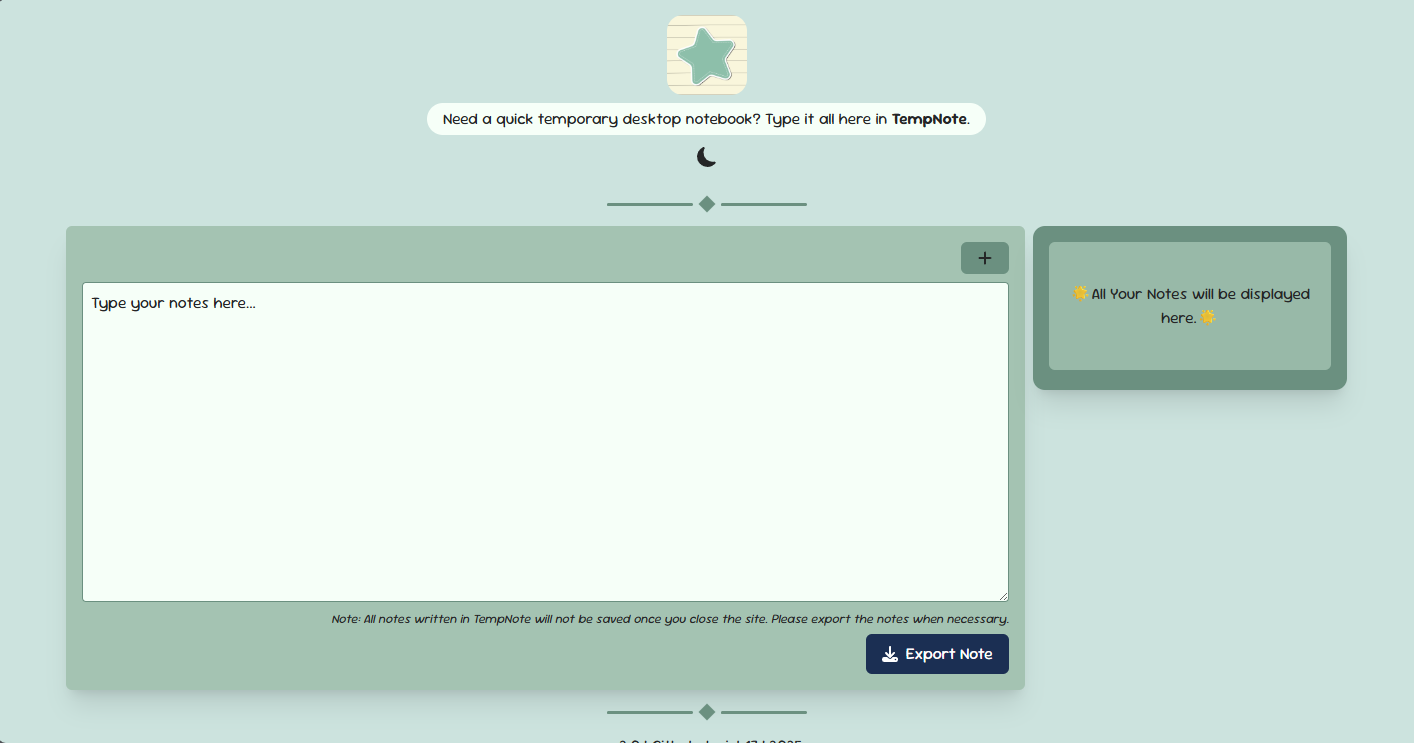 Need a quick temporary desktop notebook? Type it all here in TempNote.
Type your notes here...
All Your Notes will be displayed
here.
Note: All notes written in TempNote will not be saved once you close the site. Please export the notes when necessary.
Export Note